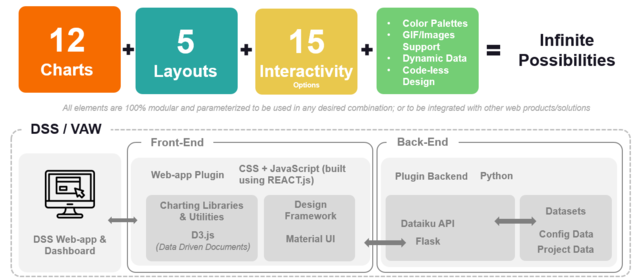 12
Charts
+
5
Layouts
+
15
Interactivity
Options
+
• Color Palettes
• GIF/Images
Support
• Dynamic Data
• Code-less
Design
=
Infinite
Possibilities
All elements are 100% modular and parameterized to be used in any desired combination; or to be integrated with other web products/solutions
DSS / VAW
Front-End
Back-End
Web-app Plugin
CSS + JavaScript (built
using REACT.js)
Plugin Backend
Python
Charting Libraries
& Utilities
D3.js
(Data Driven Documents)
Design
Framework
Material UI
Dataiku API
Flask
Datasets
Config Data
Project Data
DSS Web-app &
Dashboard